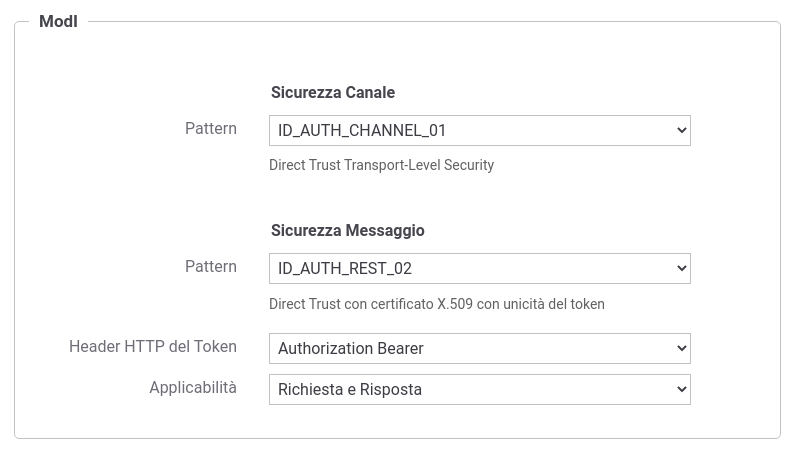 ModI
Sicurezza Canale
Pattern
ID_AUTH_CHANNEL_01
Direct Trust Transport-Level Security
Sicurezza Messaggio
Pattern
ID_AUTH_REST_02
Direct Trust con certificato X.509 con unicità del token
Header HTTP del Token
Authorization Bearer
Applicabilità
Richiesta e Risposta